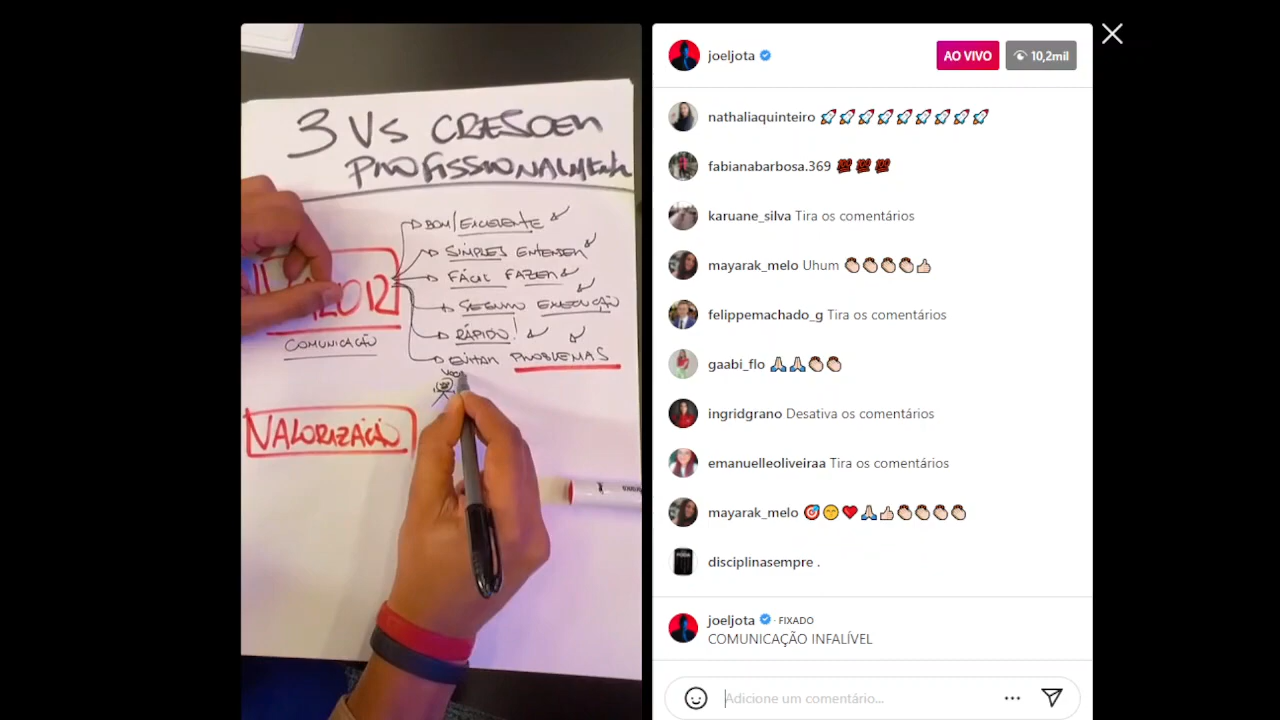 3 Vs CRESCER
PROFISSIONALMENTE
BOM/EXCELENTE
SIMPLES ENTENDER
FÁCIL FAZER
SEGURO EXECUÇÃO
RÁPIDO!
EVITAR PROBLEMAS
VALOR
COMUNICAÇÃO
VALORIZAÇÃO
joeljota
AO VIVO
10,2mil
nathaliaquinteiro 🚀🚀🚀🚀🚀🚀🚀🚀🚀
fabianabarbosa.369 💯💯💯
karuane_silva Tira os comentários
mayarak_melo Uhum 👏🏻👏🏻👏🏻👏🏻👍🏻
felippemachado_g Tira os comentários
gaabi_flo 🙏🏻🙏🏻👏🏻👏🏻
ingridgrano Desativa os comentários
emanuelleoliveiraa Tira os comentários
mayarak_melo 🎯😁❤️🙏🏻👍🏻👏🏻👏🏻👏🏻👏🏻
disciplinasempre .
joeljota · FIXADO
COMUNICAÇÃO INFALÍVEL
Adicione um comentário...